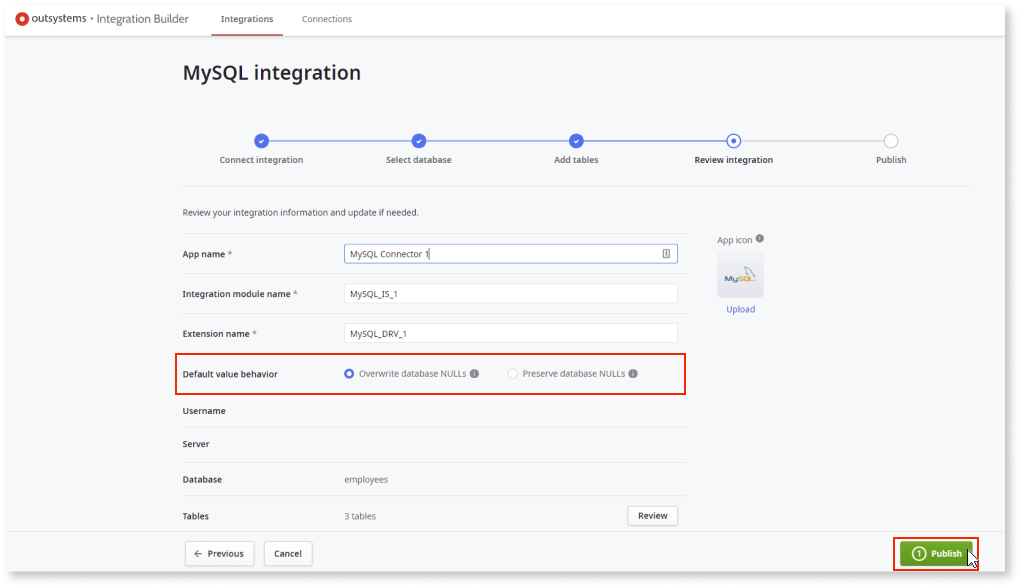 outsystems • Integration Builder Integrations Connections
MySQL integration
Connect integration Select database Add tables Review integration Publish
Review your integration information and update if needed.
App name * MySQL Connector 1
App icon
MySQL
Upload
Integration module name * MySQL_IS_1
Extension name * MySQL_DRV_1
Default value behavior Overwrite database NULLs Preserve database NULLs
Username
Server
Database employees
Tables 3 tables Review
← Previous Cancel 1 Publish